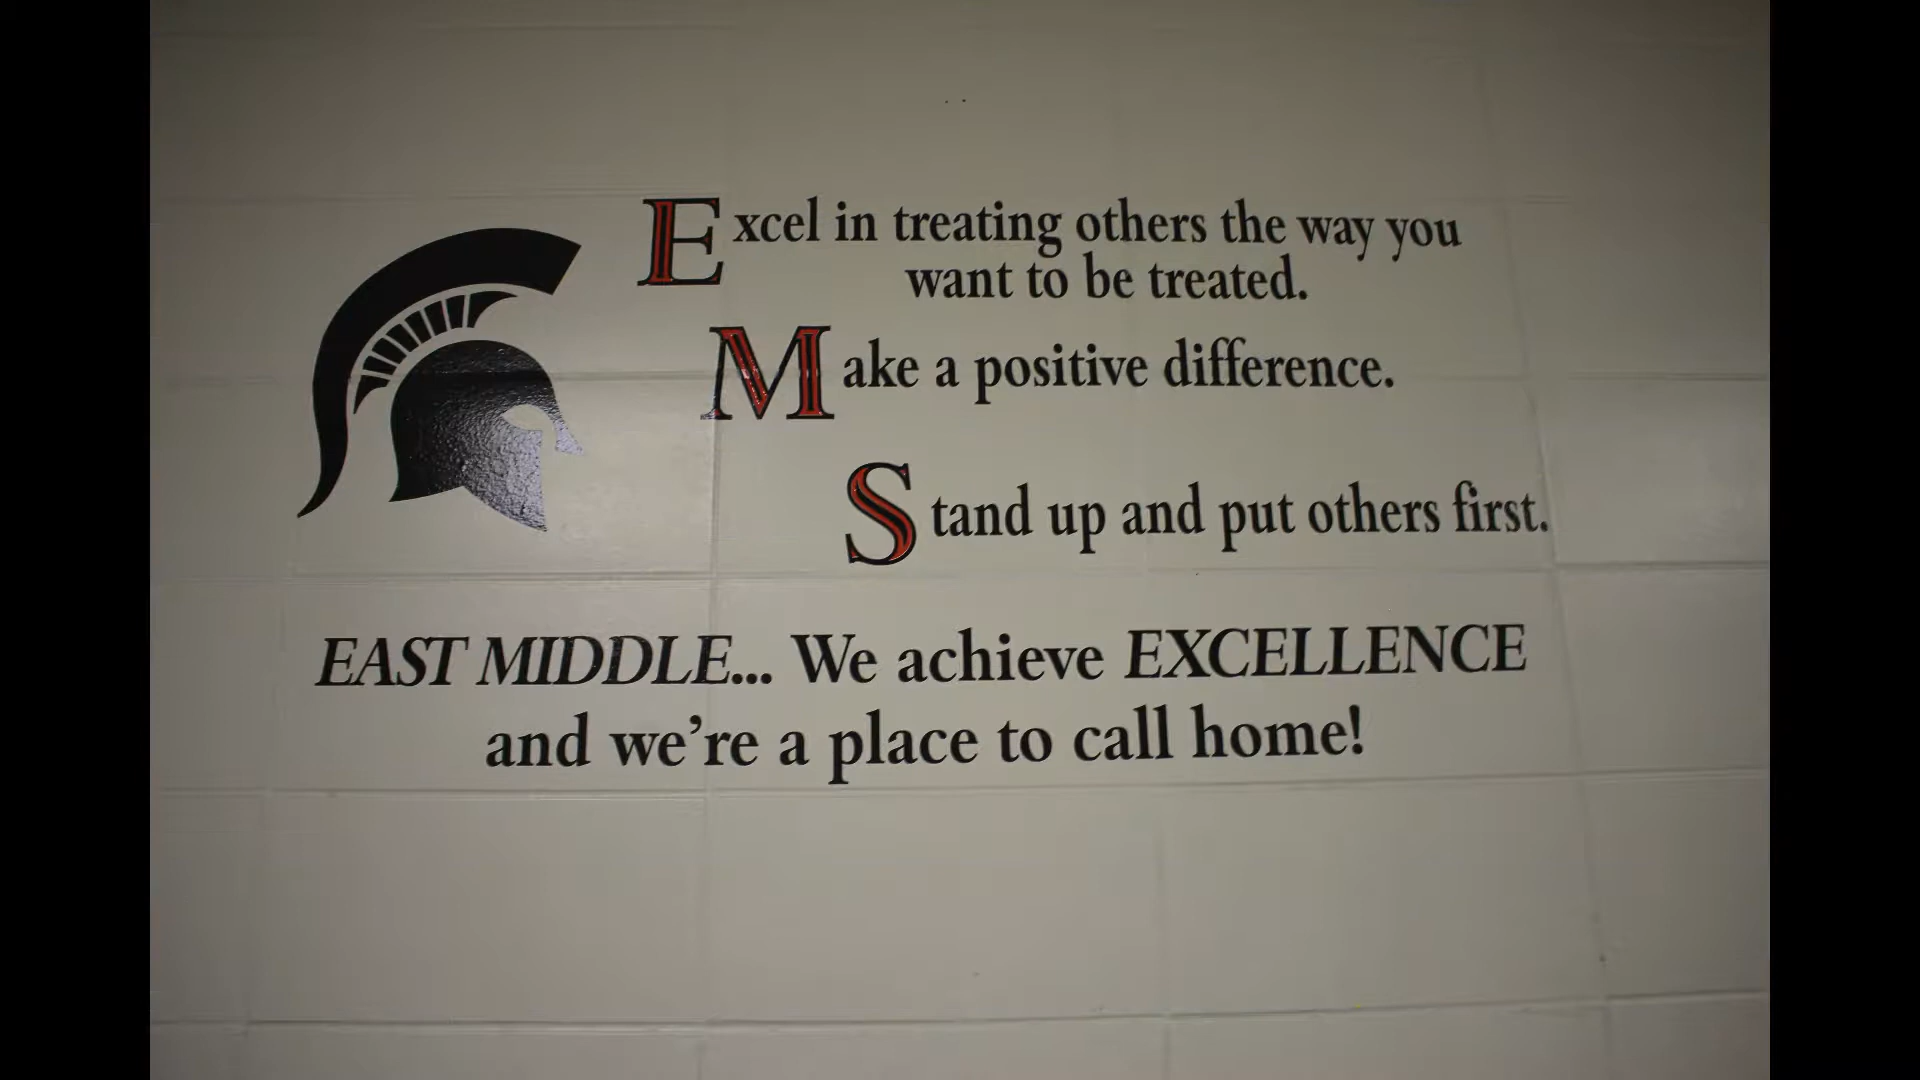 Excel in treating others the way you
want to be treated.
Make a positive difference.
Stand up and put others first.
EAST MIDDLE... We achieve EXCELLENCE
and we're a place to call home!